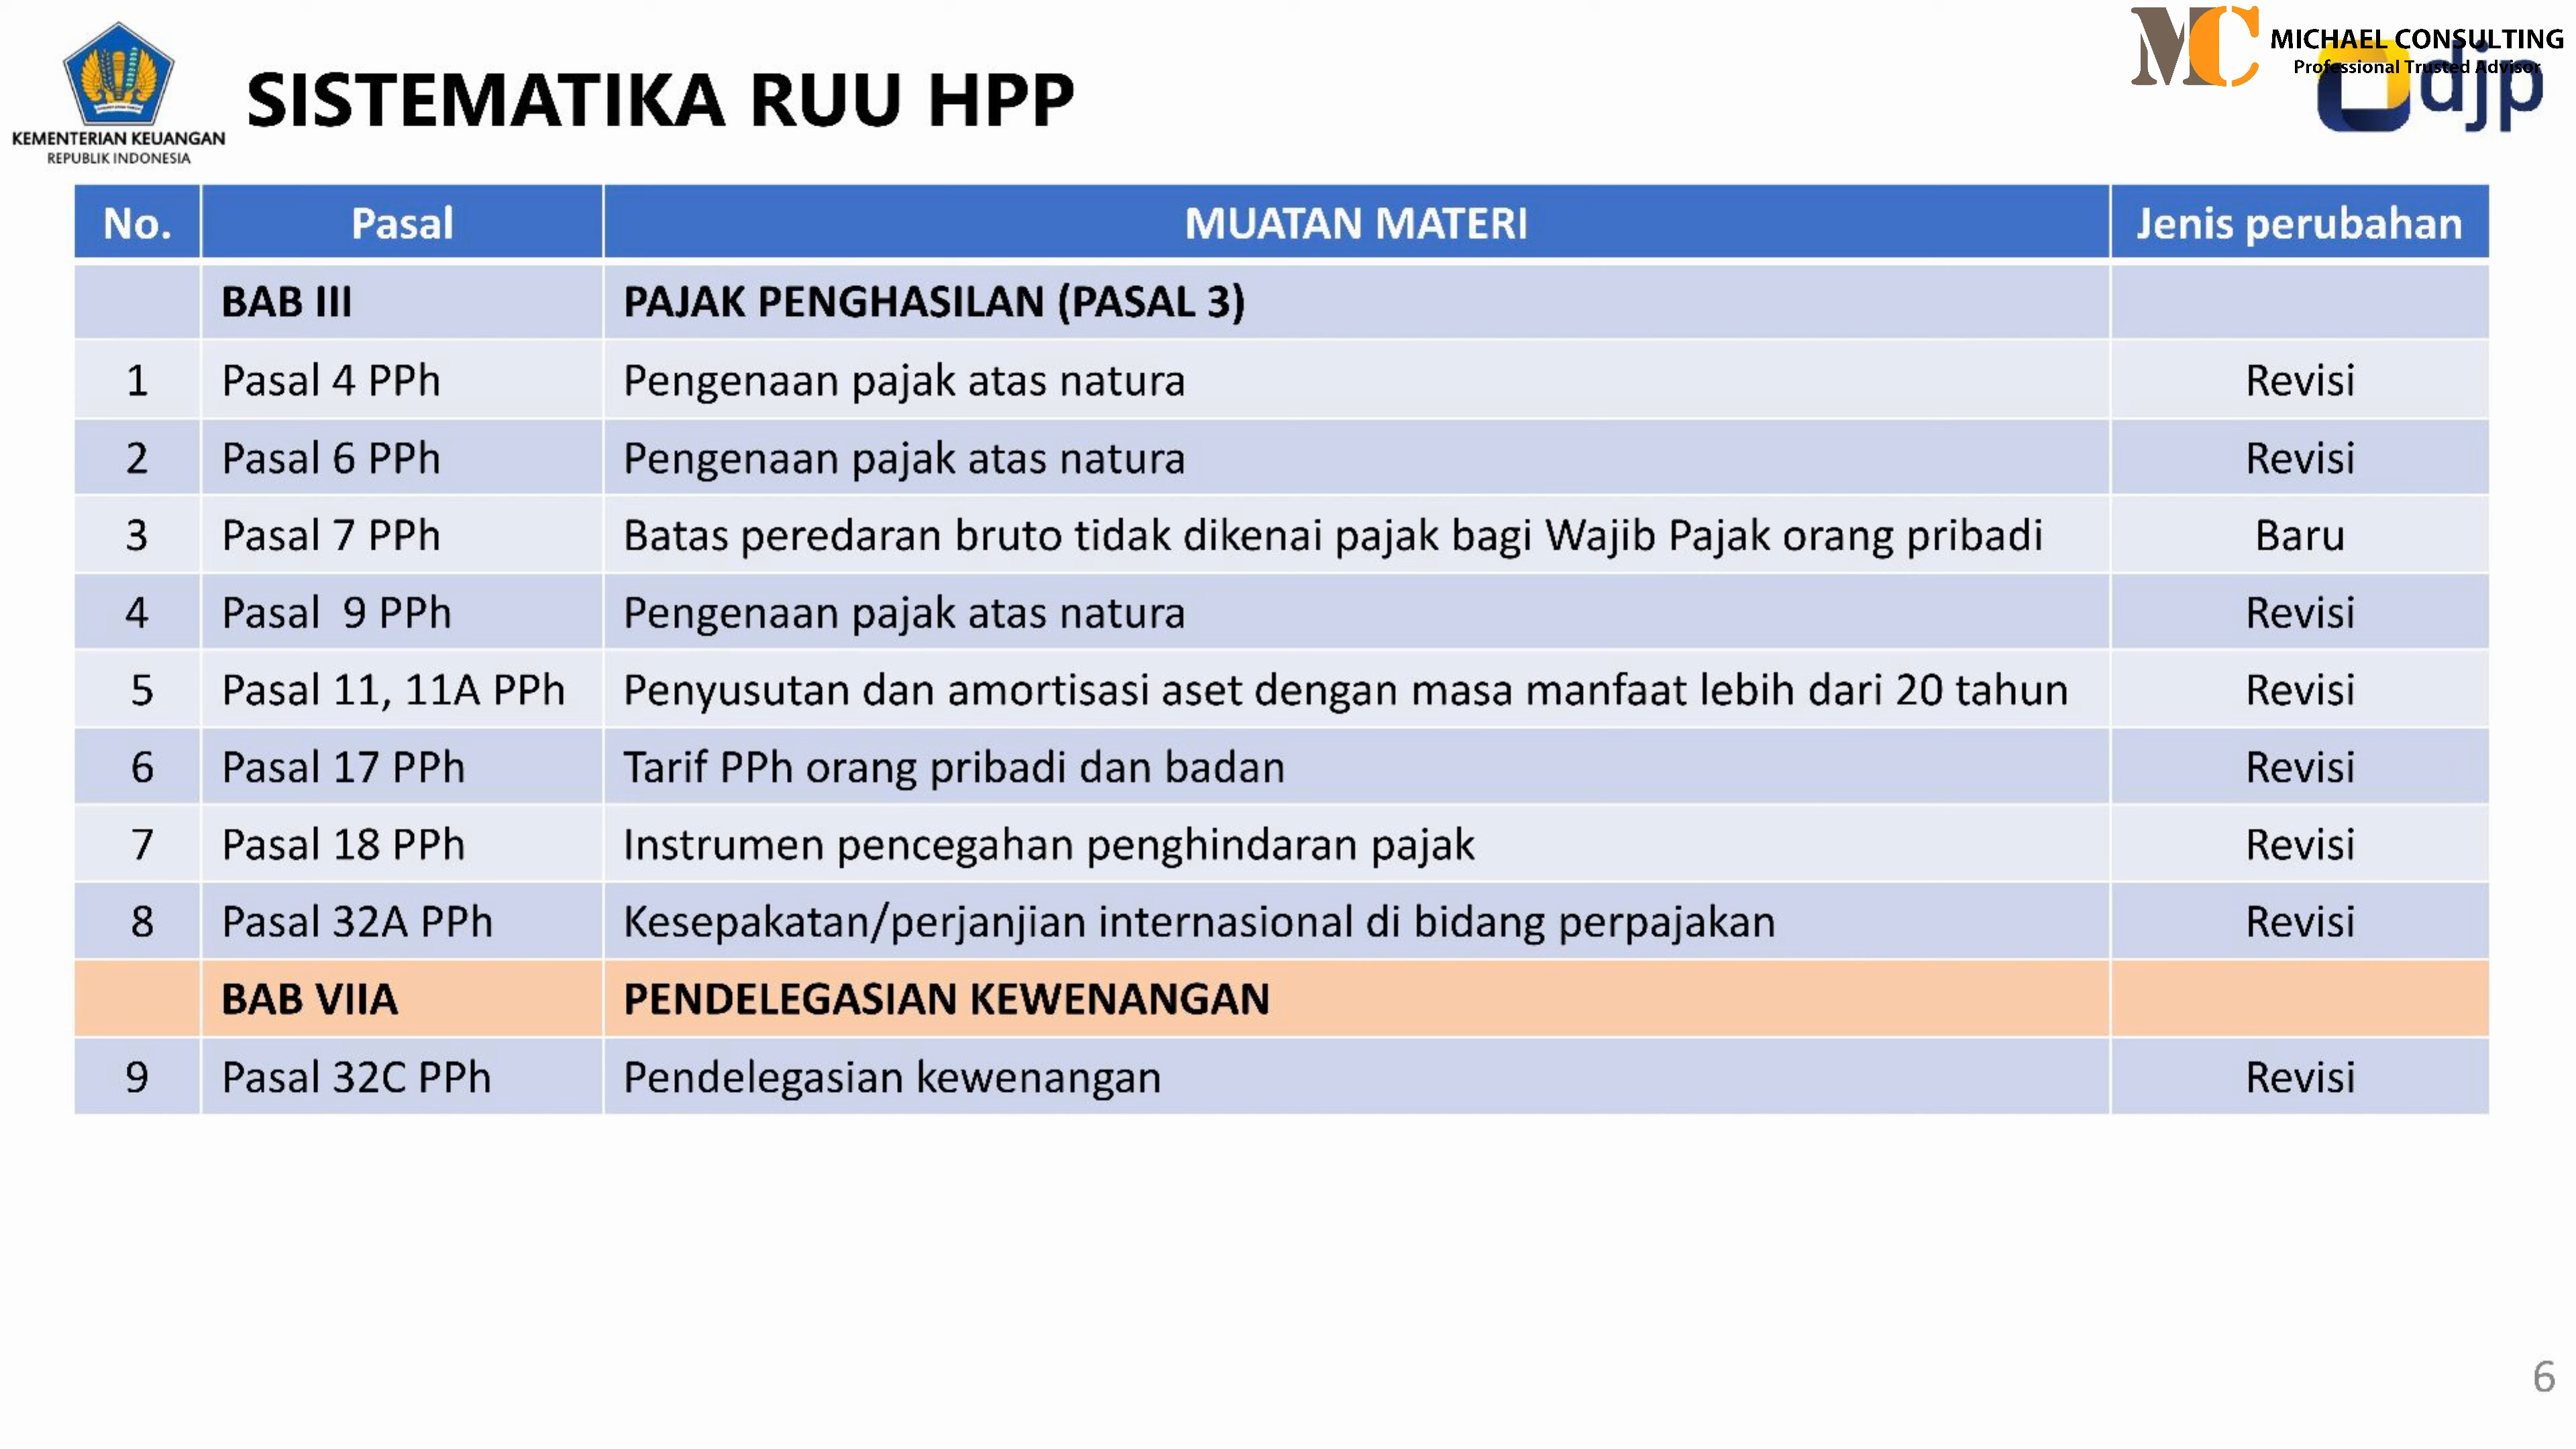 KEMENTERIAN KEUANGAN
REPUBLIK INDONESIA
SISTEMATIKA RUU HPP
MC
MICHAEL CONSULTING
Professional Trusted Advisor
djp
No. Pasal MUATAN MATERI Jenis perubahan
BAB III PAJAK PENGHASILAN (PASAL 3)
1 Pasal 4 PPh Pengenaan pajak atas natura Revisi
2 Pasal 6 PPh Pengenaan pajak atas natura Revisi
3 Pasal 7 PPh Batas peredaran bruto tidak dikenai pajak bagi Wajib Pajak orang pribadi Baru
4 Pasal 9 PPh Pengenaan pajak atas natura Revisi
5 Pasal 11, 11A PPh Penyusutan dan amortisasi aset dengan masa manfaat lebih dari 20 tahun Revisi
6 Pasal 17 PPh Tarif PPh orang pribadi dan badan Revisi
7 Pasal 18 PPh Instrumen pencegahan penghindaran pajak Revisi
8 Pasal 32A PPh Kesepakatan/perjanjian internasional di bidang perpajakan Revisi
BAB VIIA PENDELEGASIAN KEWENANGAN
9 Pasal 32C PPh Pendelegasian kewenangan Revisi
6